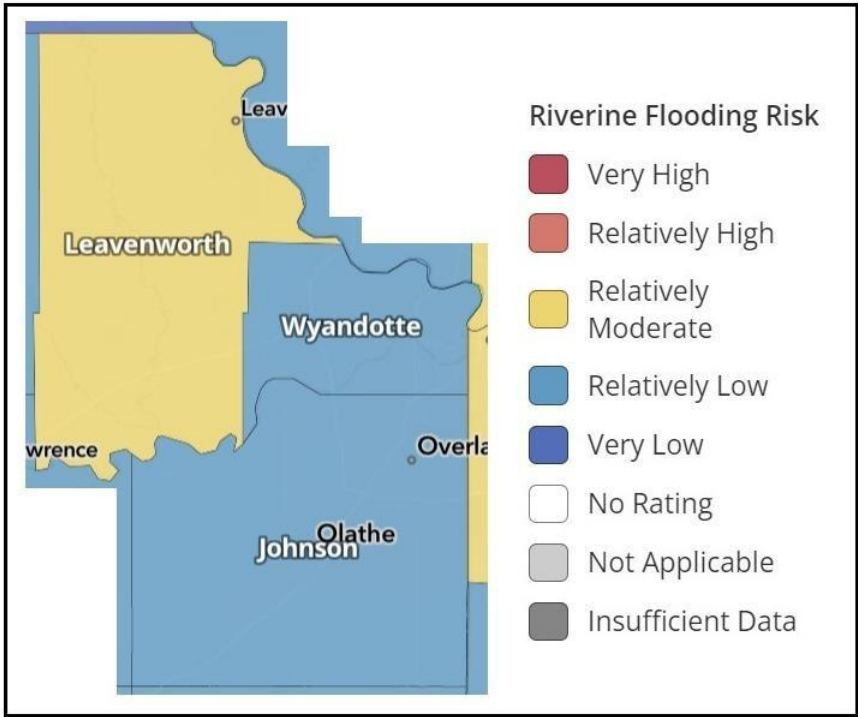 Leav
Leavenworth
Wyandotte
wrence
Overla
Olathe
Johnson
Riverine Flooding Risk
Very High
Relatively High
Relatively
Moderate
Relatively Low
Very Low
No Rating
Not Applicable
Insufficient Data